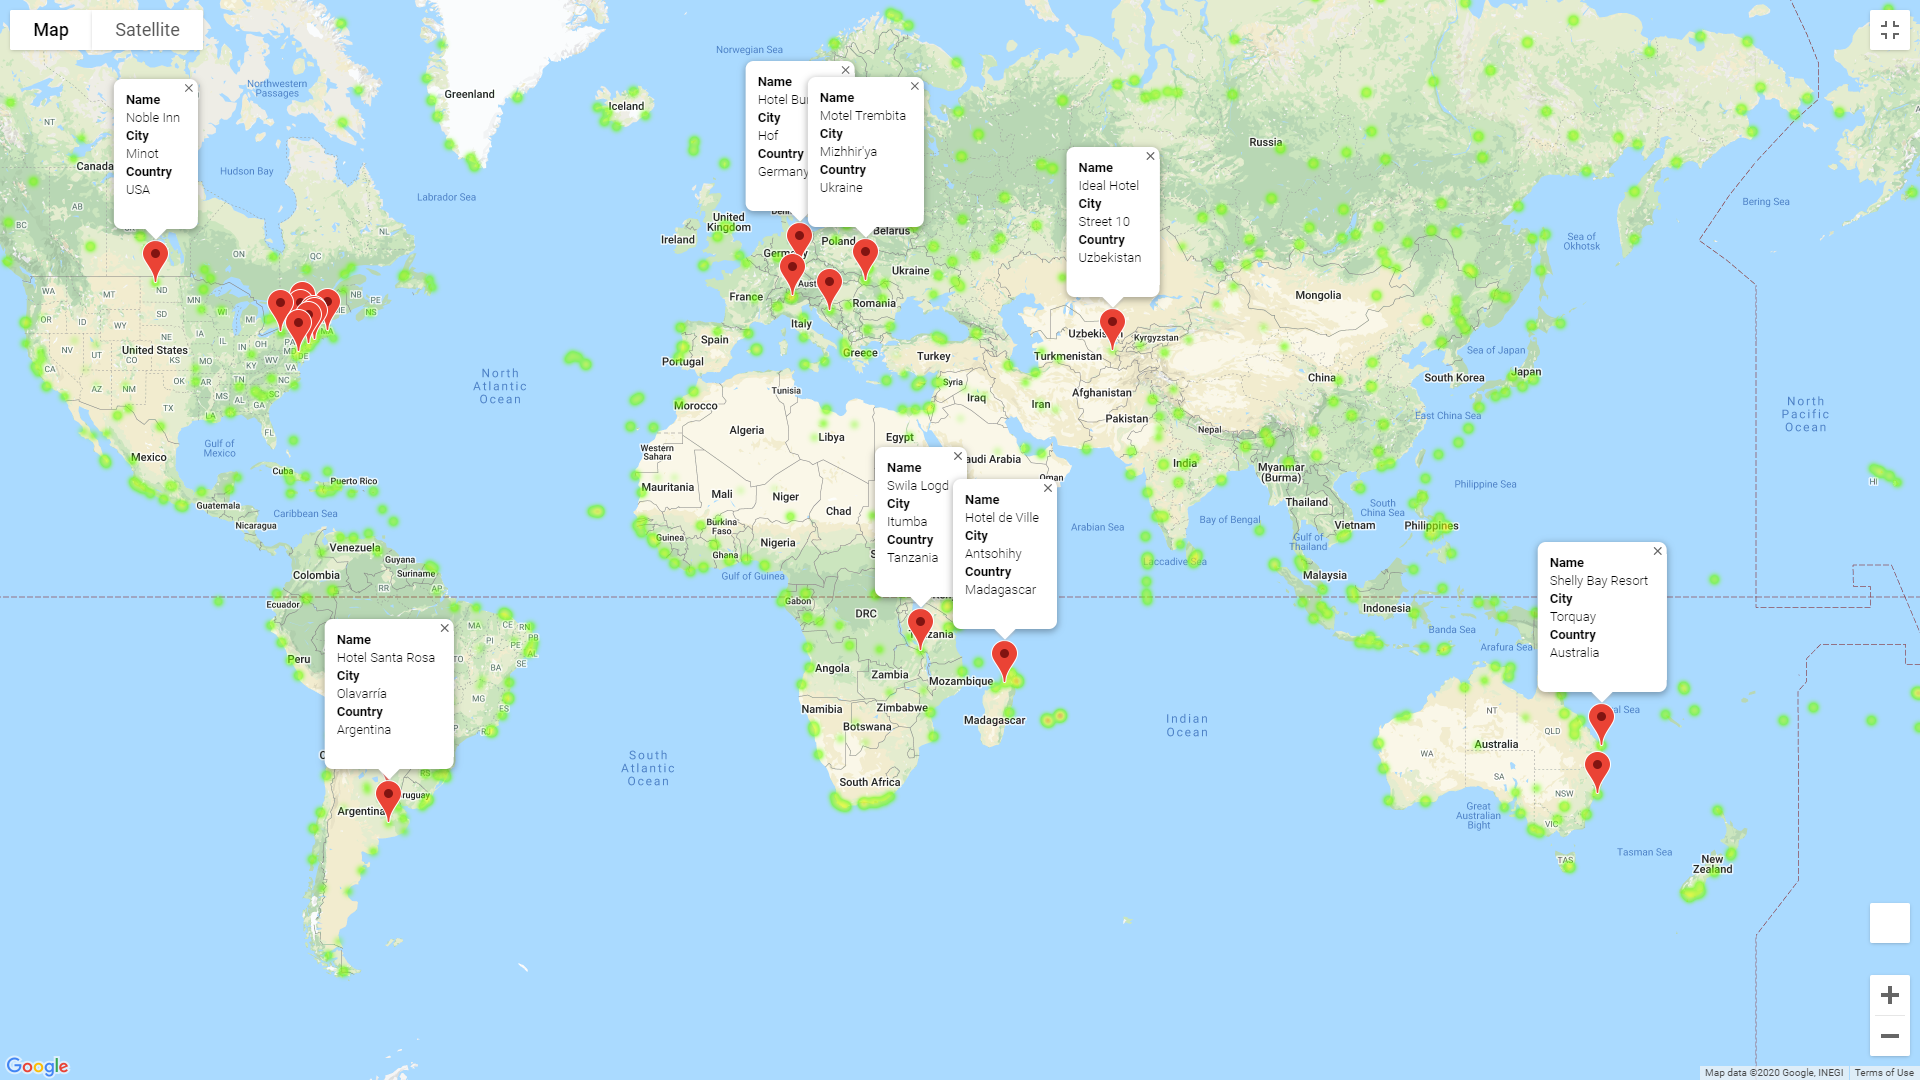 Map
Satellite
Name
Noble Inn
City
Minot
Country
USA
Name
Hotel Bu
City
Hof
Country
Germany
Name
Motel Trembita
City
Mizhhir'ya
Country
Ukraine
Name
Ideal Hotel
City
Street 10
Country
Uzbekistan
Name
Swila Logd
City
Itumba
Country
Tanzania
Name
Hotel de Ville
City
Antsohihy
Country
Madagascar
Name
Shelly Bay Resort
City
Torquay
Country
Australia
Name
Hotel Santa Rosa
City
Olavarría
Country
Argentina
Norwegian Sea
Greenland
Iceland
Northwestern
Passages
NT
Canada
Hudson Bay
Labrador Sea
AB
BC
ON
QC
NL
NB
PE
NS
ND
MN
SD
WI
MI
OR
ID
WY
NE
IA
IL
IN
OH
PA
NV
UT
CO
KS
MO
WV
KY
VA
MD
DE
United States
CA
AZ
NM
OK
AR
TN
NC
SC
MS
AL
GA
TX
LA
FL
Gulf of
Mexico
Mexico
Cuba
Puerto Rico
Guatemala
Caribbean Sea
Nicaragua
Venezuela
Guyana
Suriname
Colombia
RR
AP
Ecuador
Peru
MA
CE
RN
PB
PI
TO
BA
SE
AL
MG
ES
RJ
RS
Uruguay
Argentina
North
Atlantic
Ocean
South
Atlantic
Ocean
United
Kingdom
Ireland
Belarus
Poland
Germany
Ukraine
France
Romania
Italy
Spain
Portugal
Greece
Turkey
Syria
Iraq
Iran
Tunisia
Morocco
Algeria
Libya
Egypt
Western
Sahara
Mauritania
Mali
Niger
Chad
Burkina
Faso
Guinea
Ghana
Nigeria
Gulf of Guinea
Gabon
DRC
Tanzania
Angola
Zambia
Mozambique
Namibia
Zimbabwe
Botswana
Madagascar
South Africa
Oman
Russia
Mongolia
Uzbekistan
Kyrgyzstan
Turkmenistan
Afghanistan
Pakistan
Nepal
China
India
Myanmar
(Burma)
Thailand
Vietnam
Arabian Sea
Bay of Bengal
Gulf of
Thailand
Laccadive Sea
South
China Sea
Philippines
Philippine Sea
Malaysia
Indonesia
Banda Sea
Arafura Sea
Indian
Ocean
South Korea
Japan
Sea of Japan
East China Sea
Sea of
Okhotsk
Bering Sea
North
Pacific
Ocean
HI
NT
QLD
Australia
WA
SA
NSW
VIC
TAS
Great
Australian
Bight
Tasman Sea
New
Zealand
Google
Map data ©2020 Google, INEGI
Terms of Use